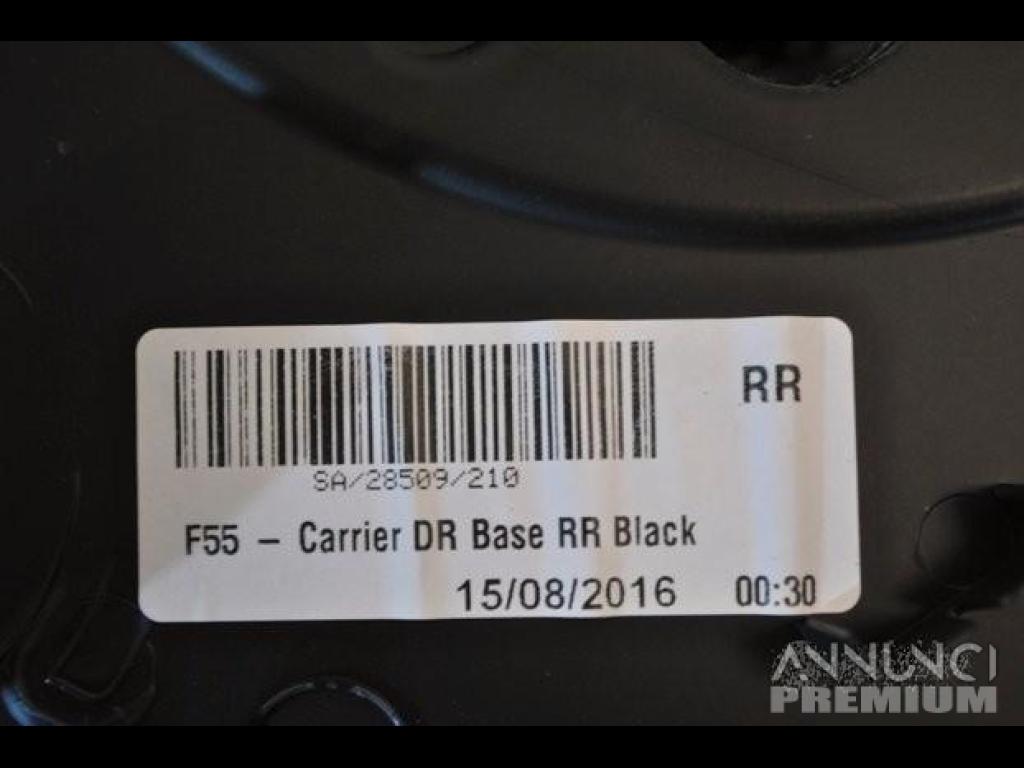 RR
SA/28509/210
F55 – Carrier DR Base RR Black
15/08/2016 00:30
ANNUNCI
PREMIUM